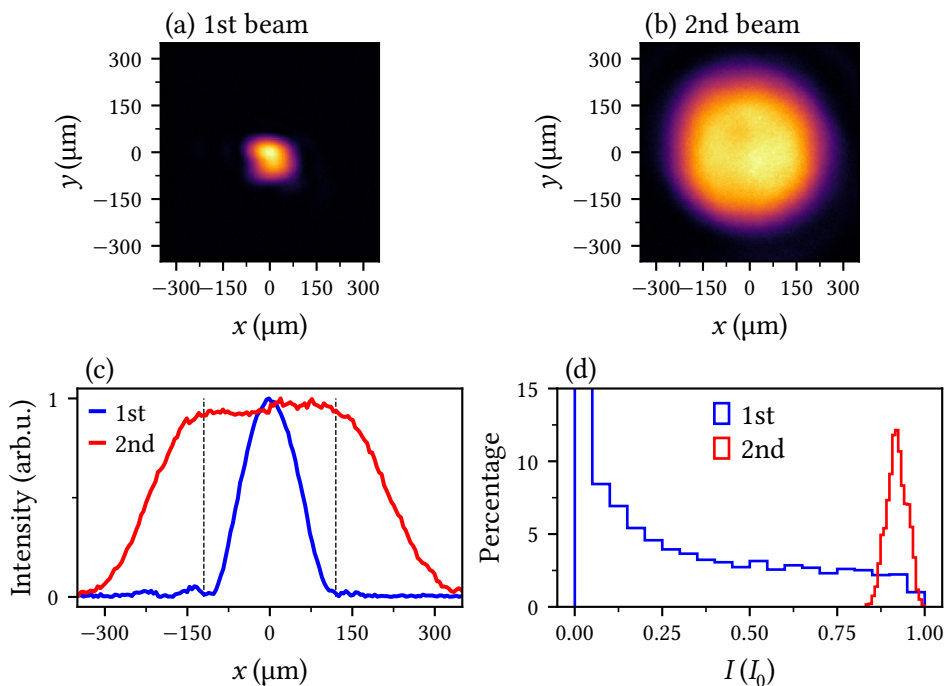 (a) 1st beam
(b) 2nd beam
300
150
0
−150
−300
y (µm)
−300 −150 0 150 300
x (µm)
300
150
0
−150
−300
y (µm)
−300 −150 0 150 300
x (µm)
(c)
1
0
Intensity (arb.u.)
1st
2nd
−300 −150 0 150 300
x (µm)
(d)
15
10
5
0
Percentage
1st
2nd
0.00 0.25 0.50 0.75 1.00
I (I₀)